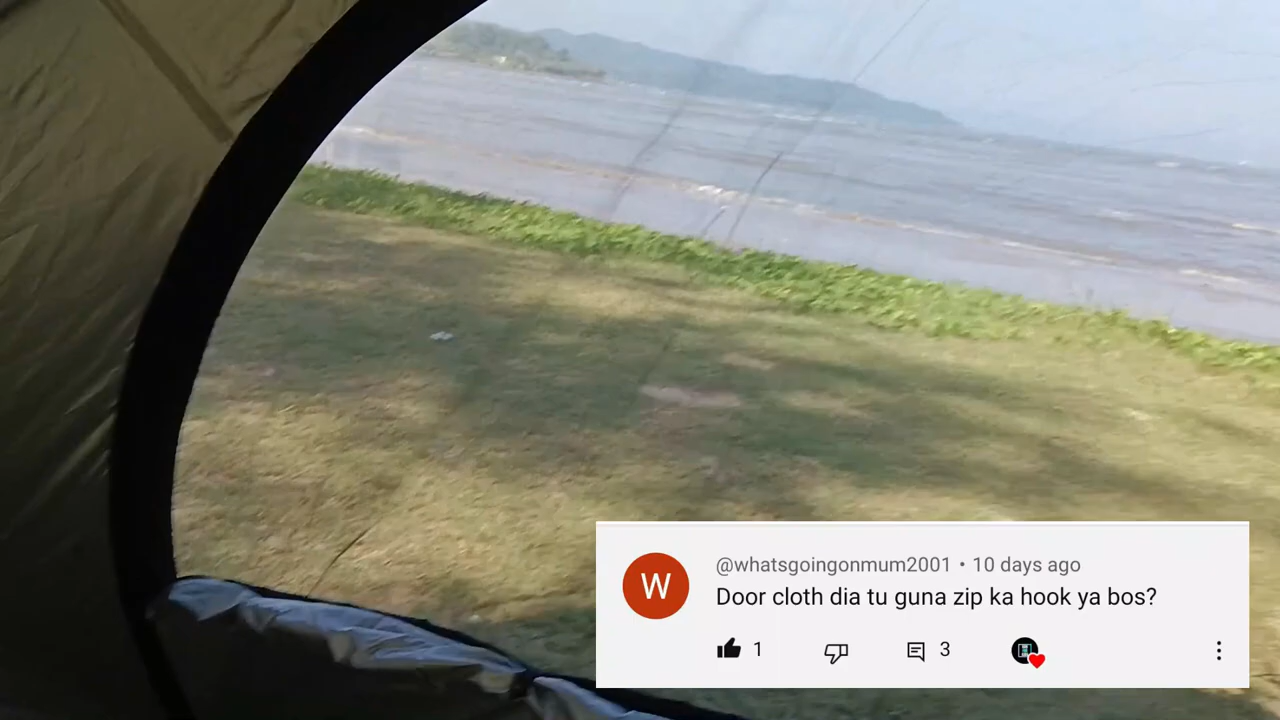 W
@whatsgoingonmum2001 • 10 days ago
Door cloth dia tu guna zip ka hook ya bos?
1
3